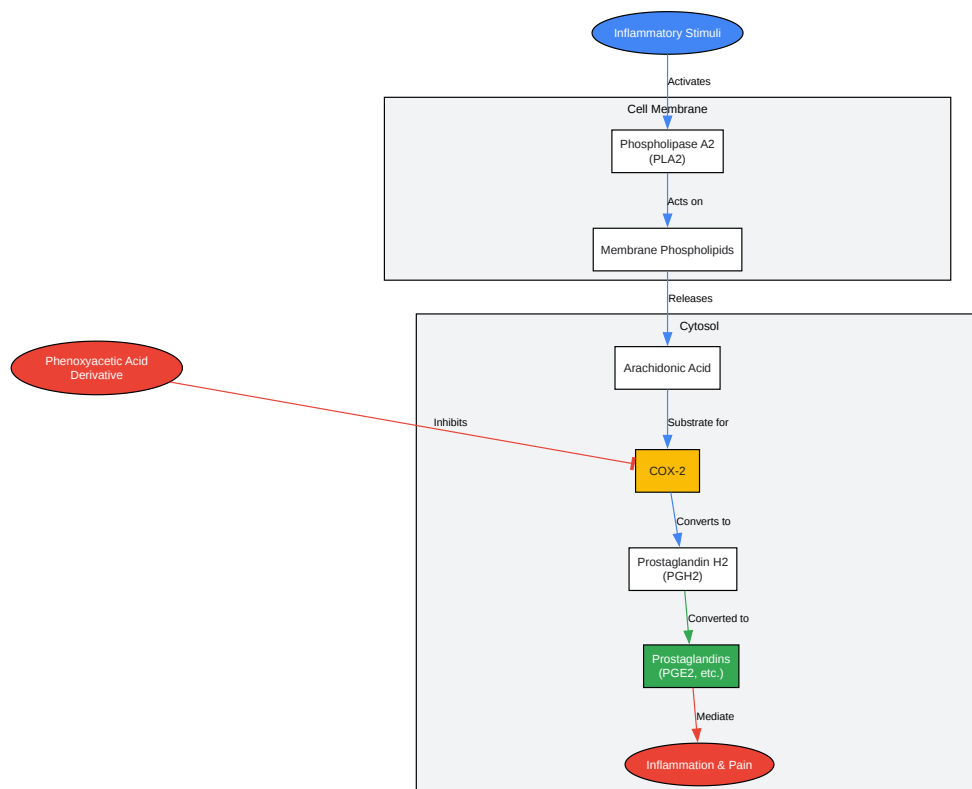 Inflammatory Stimuli
Activates
Cell Membrane
Phospholipase A2
(PLA2)
Acts on
Membrane Phospholipids
Releases
Cytosol
Phenoxyacetic Acid
Derivative
Arachidonic Acid
Inhibits
Substrate for
COX-2
Converts to
Prostaglandin H2
(PGH2)
Converted to
Prostaglandins
(PGE2, etc.)
Mediate
Inflammation & Pain